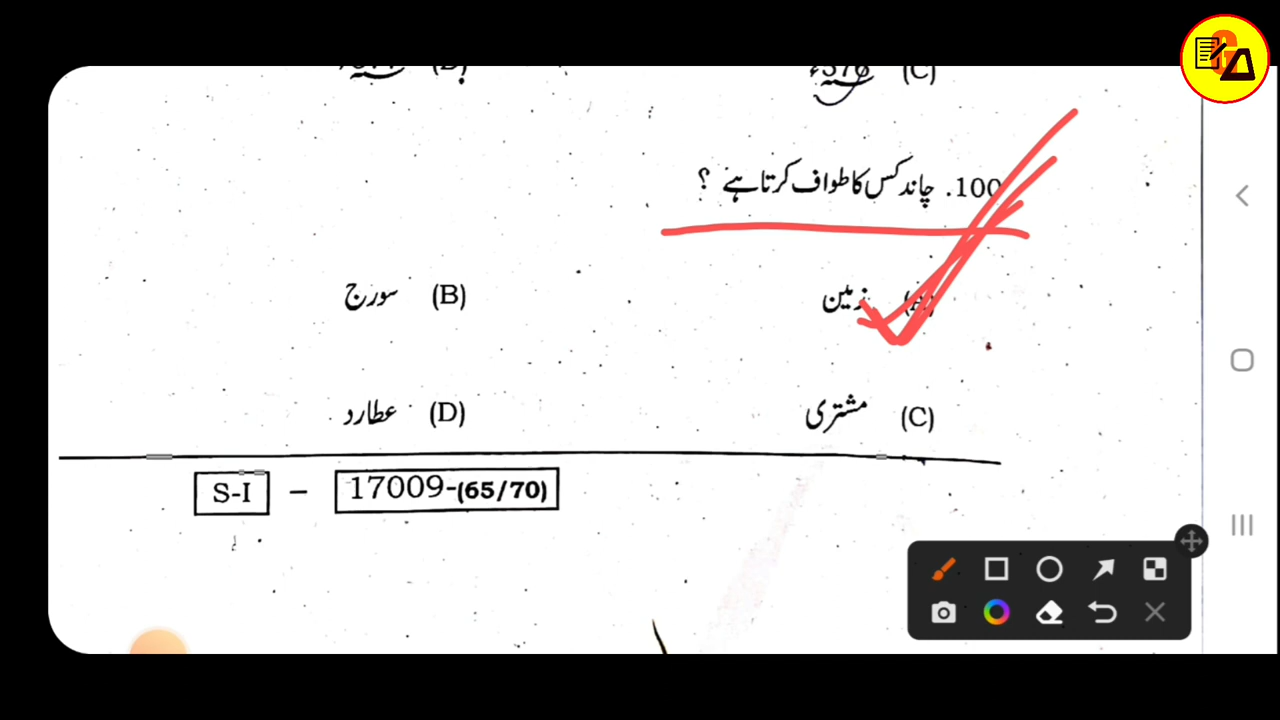 (C)
100. چاند کس کا طواف کرتا ہے ؟
(A) زمین (B) سورج
(C) مشتری (D) عطارد
S-I – 17009-(65/70)